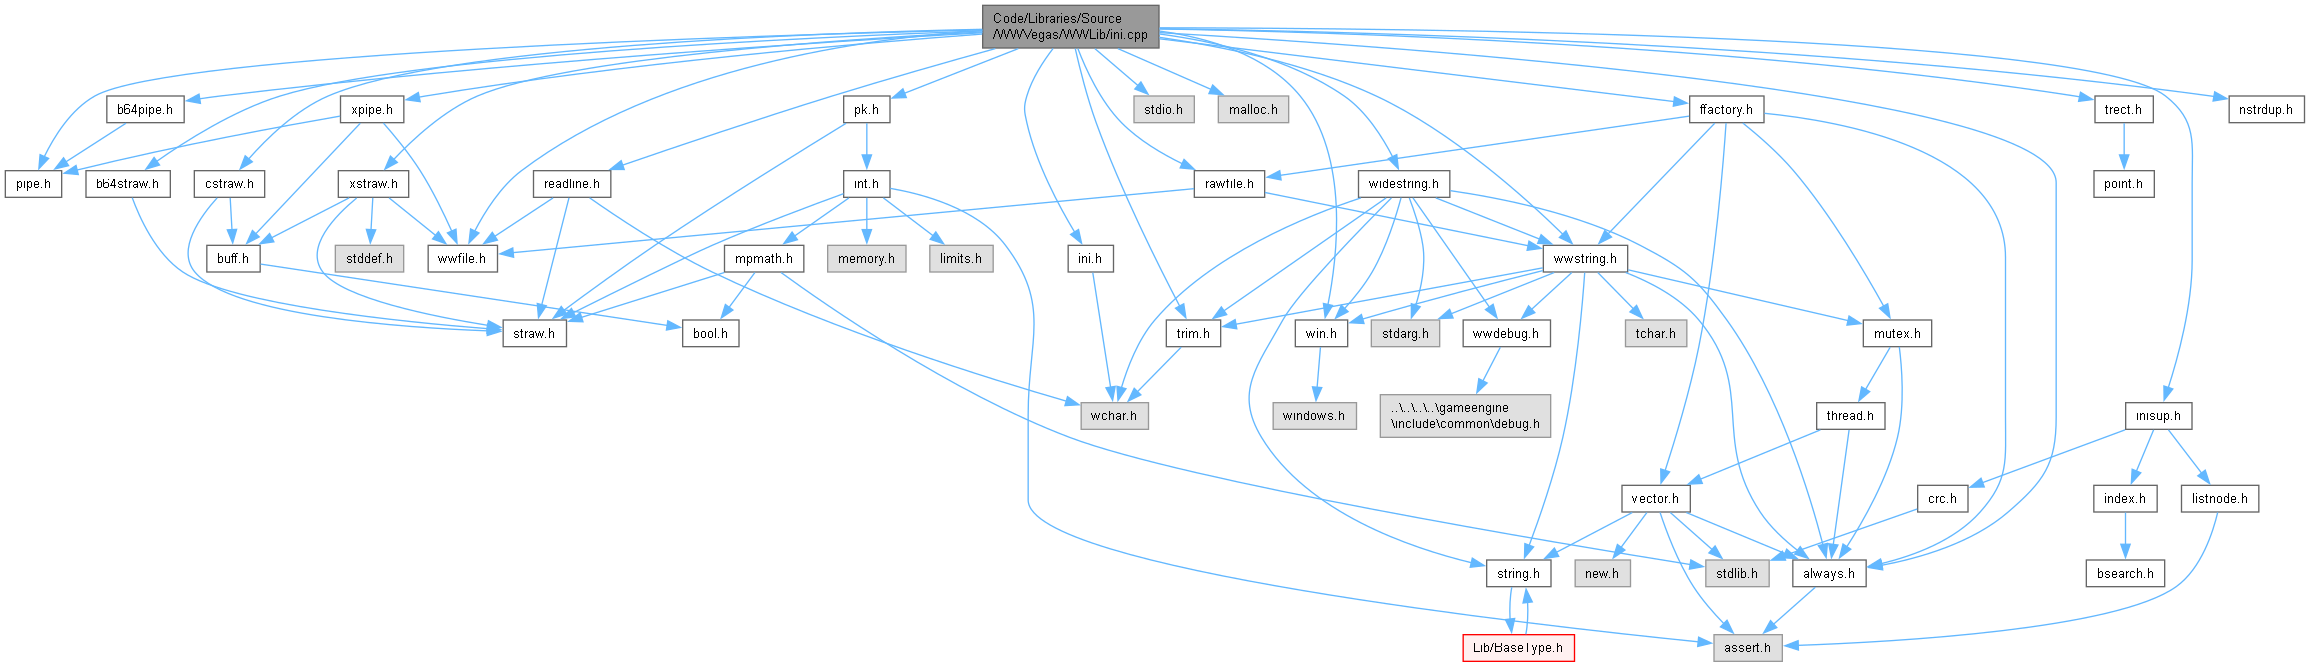 Code/Libraries/Source
/WWVegas/WWLib/ini.cpp
b64pipe.h
xpipe.h
pk.h
stdio.h
malloc.h
ffactory.h
trect.h
nstrdup.h
pipe.h
b64straw.h
cstraw.h
xstraw.h
readline.h
int.h
rawfile.h
widestring.h
point.h
buff.h
stddef.h
wwfile.h
mpmath.h
memory.h
limits.h
ini.h
wwstring.h
straw.h
bool.h
trim.h
win.h
stdarg.h
wwdebug.h
tchar.h
mutex.h
wchar.h
windows.h
..\..\..\..\gameengine
\include\common\debug.h
thread.h
inisup.h
vector.h
crc.h
index.h
listnode.h
string.h
new.h
stdlib.h
always.h
bsearch.h
Lib/BaseType.h
assert.h